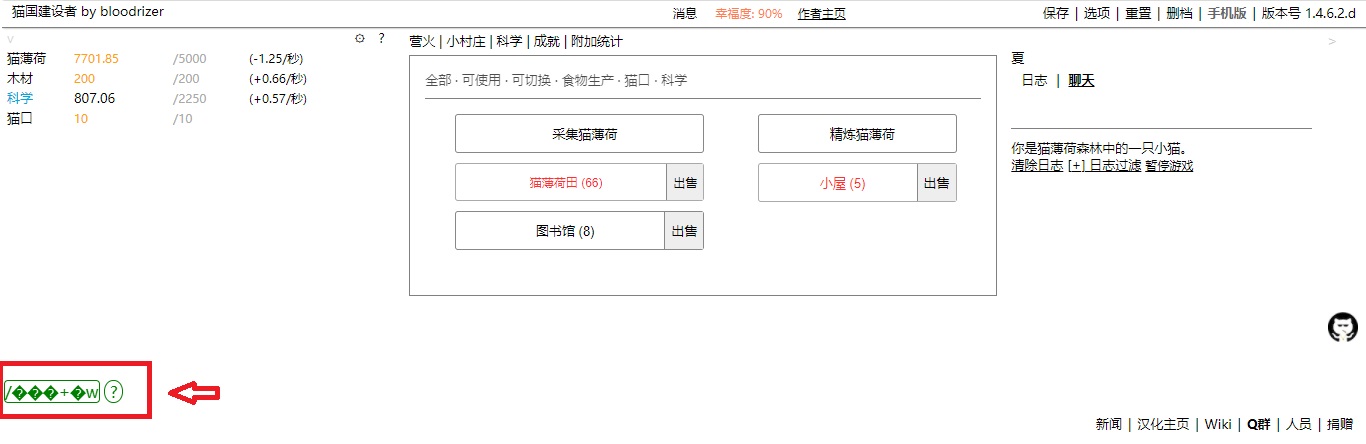 猫国建设者 by bloodrizer
消息 幸福度: 90% 作者主页
保存 | 选项 | 重置 | 删档 | 手机版 | 版本号 1.4.6.2.d
v ⚙ ?
猫薄荷 7701.85 /5000 (-1.25/秒)
木材 200 /200 (+0.66/秒)
科学 807.06 /2250 (+0.57/秒)
猫口 10 /10
营火 | 小村庄 | 科学 | 成就 | 附加统计
全部 · 可使用 · 可切换 · 食物生产 · 猫口 · 科学
采集猫薄荷 精炼猫薄荷
猫薄荷田 (66) 出售 小屋 (5) 出售
图书馆 (8) 出售
>
夏
日志 | 聊天
你是猫薄荷森林中的一只小猫。
清除日志 [+] 日志过滤 暂停游戏
/���+�w ?
新闻 | 汉化主页 | Wiki | Q群 | 人员 | 捐赠